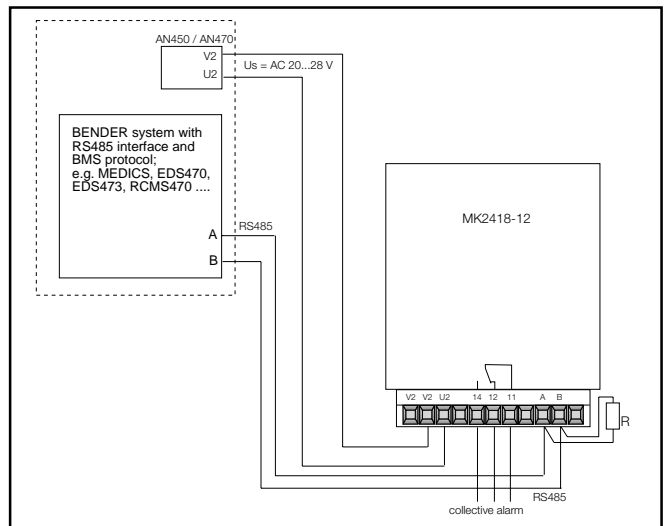 AN450 / AN470
V2
U2
Us = AC 20...28 V
BENDER system with
RS485 interface and
BMS protocol;
e.g. MEDICS, EDS470,
EDS473, RCMS470 ....
A
RS485
B
MK2418-12
V2 V2 U2 14 12 11 A B
R
RS485
collective alarm